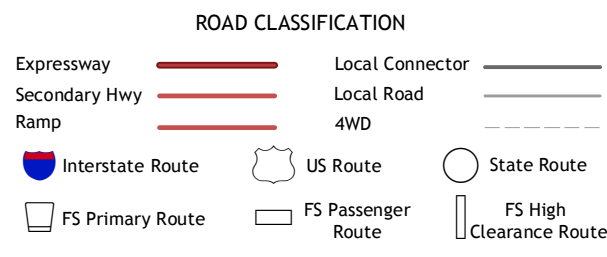 ROAD CLASSIFICATION
Expressway
Local Connector
Secondary Hwy
Local Road
Ramp
4WD
Interstate Route
US Route
State Route
FS Primary Route
FS Passenger
Route
FS High
Clearance Route